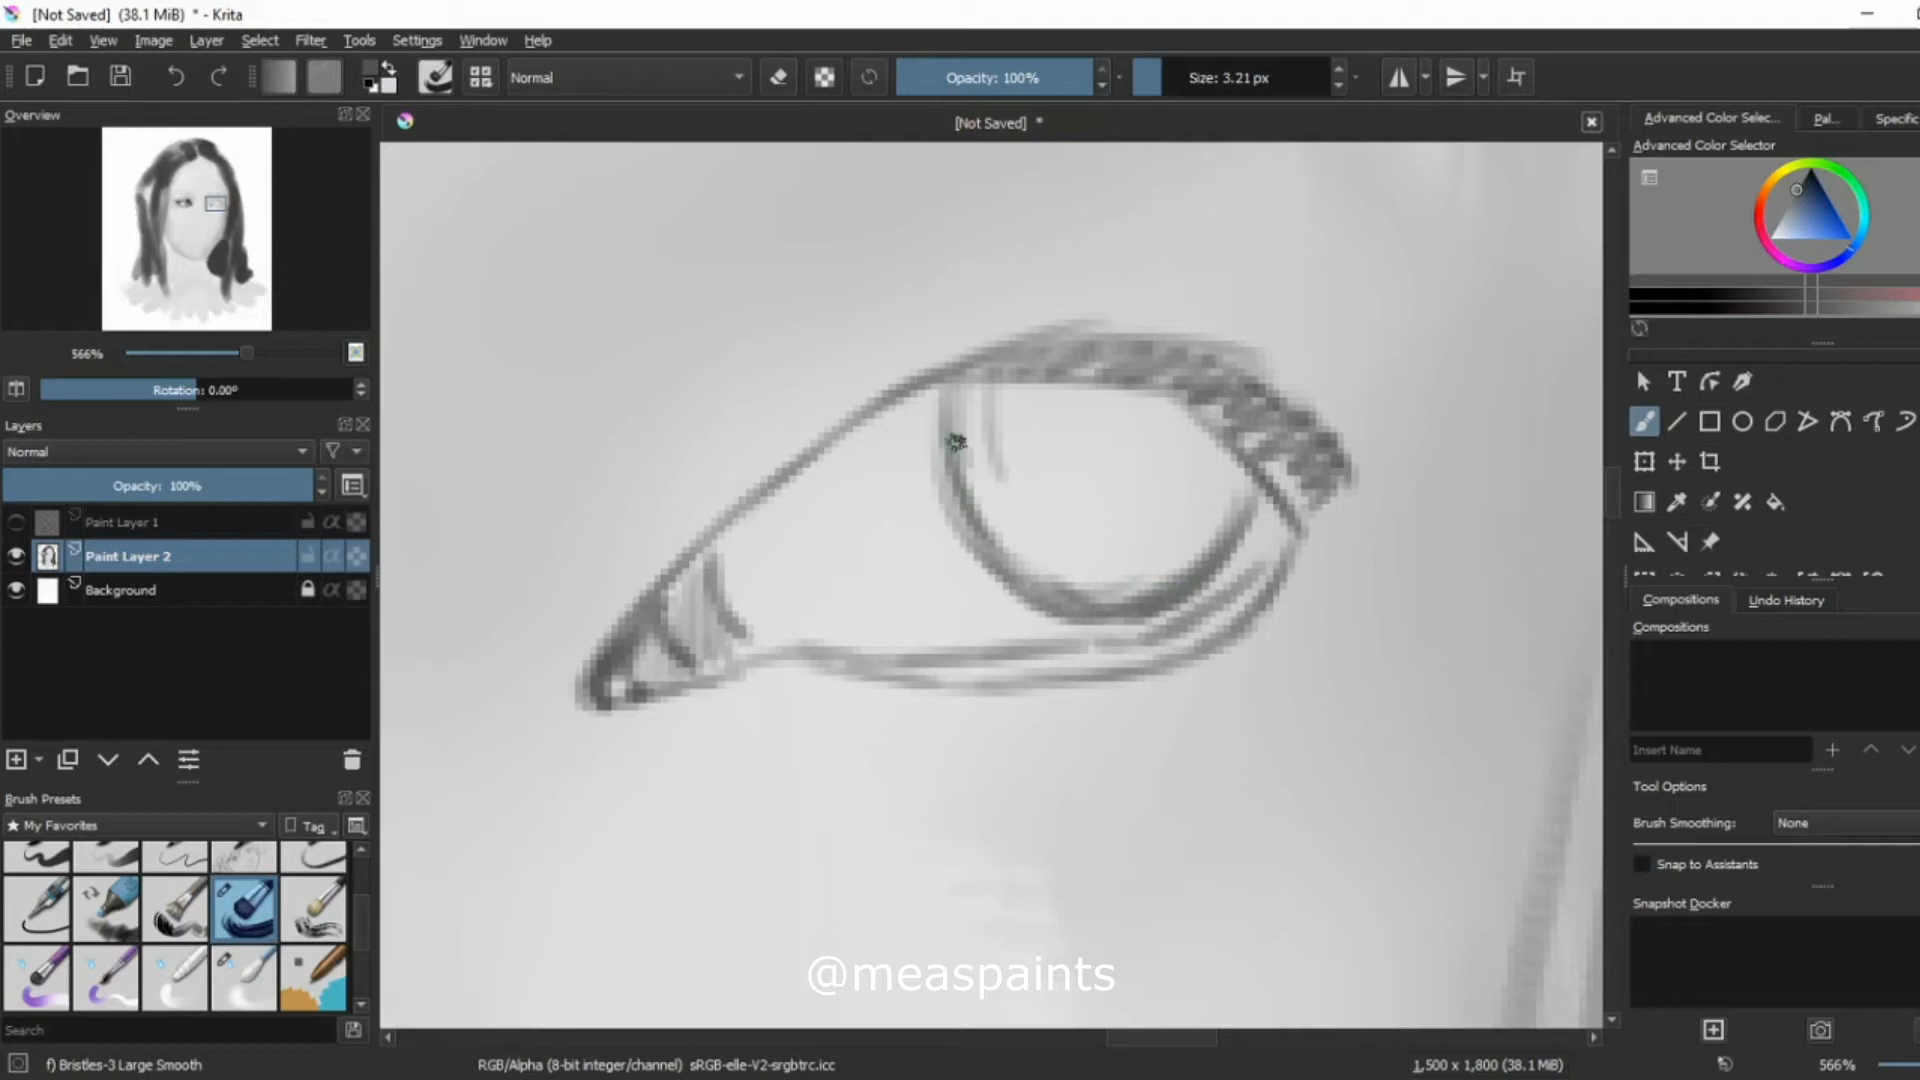 [Not Saved] (38.1 MiB) * - Krita
File Edit View Image Layer Select Filter Tools Settings Window Help
Normal
Opacity: 100%
Size: 3.21 px
Overview
[Not Saved] *
Advanced Color Selec... Pal... Specific
Advanced Color Selector
566%
Rotation: 0.00°
Layers
Normal
Opacity: 100%
Paint Layer 1
Paint Layer 2
Background
Compositions Undo History
Compositions
Insert Name
Tool Options
Brush Smoothing: None
Snap to Assistants
Snapshot Docker
Brush Presets
My Favorites
Tag
Search
@measpaints
f) Bristles-3 Large Smooth
RGB/Alpha (8-bit integer/channel) sRGB-elle-V2-srgbtrc.icc
1,500 x 1,800 (38.1 MiB)
566%